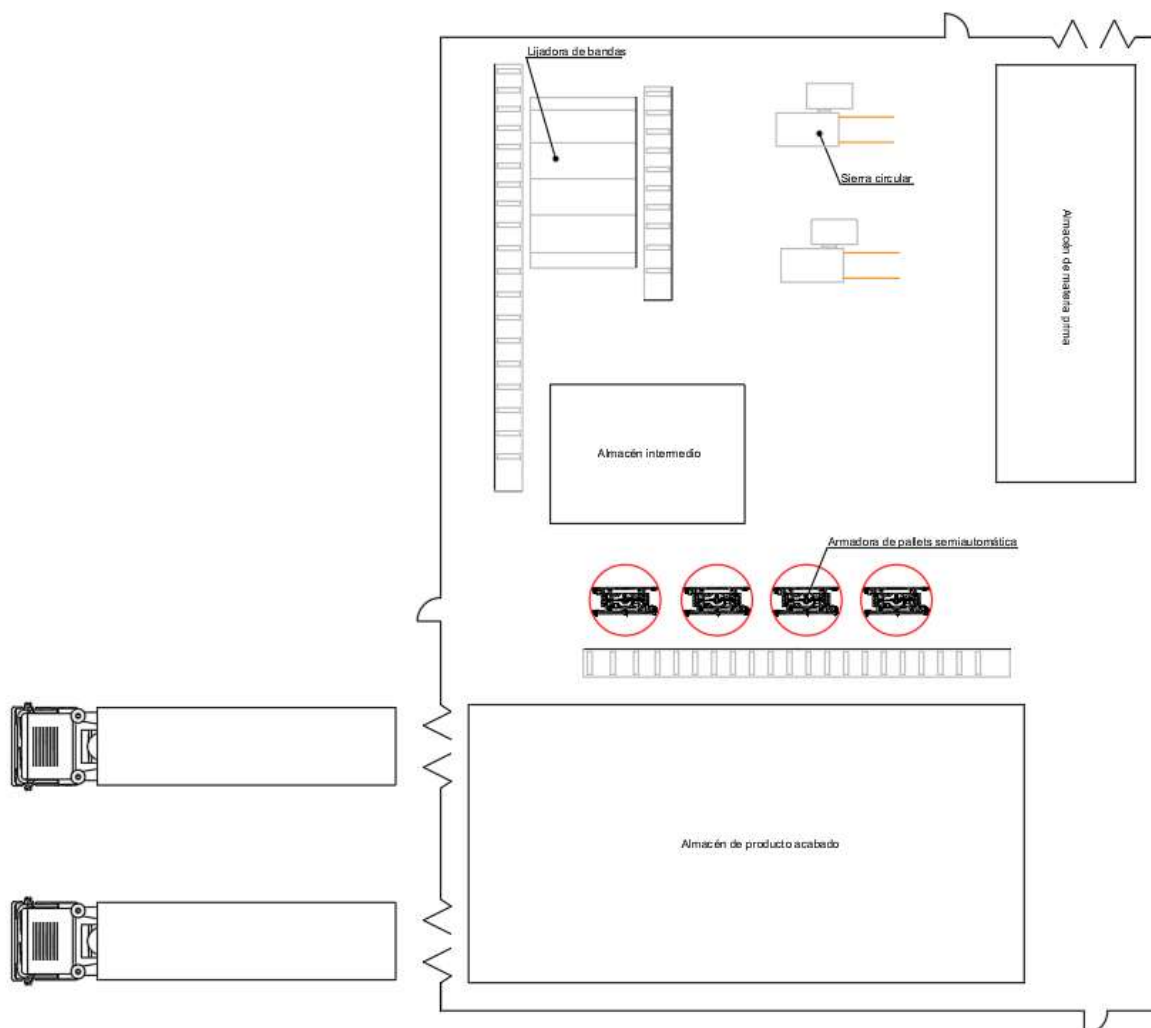 Lijadora de bandas
Sierra circular
Almacén de materia prima
Almacén intermedio
Armadora de pallets semiautomática
Almacén de producto acabado